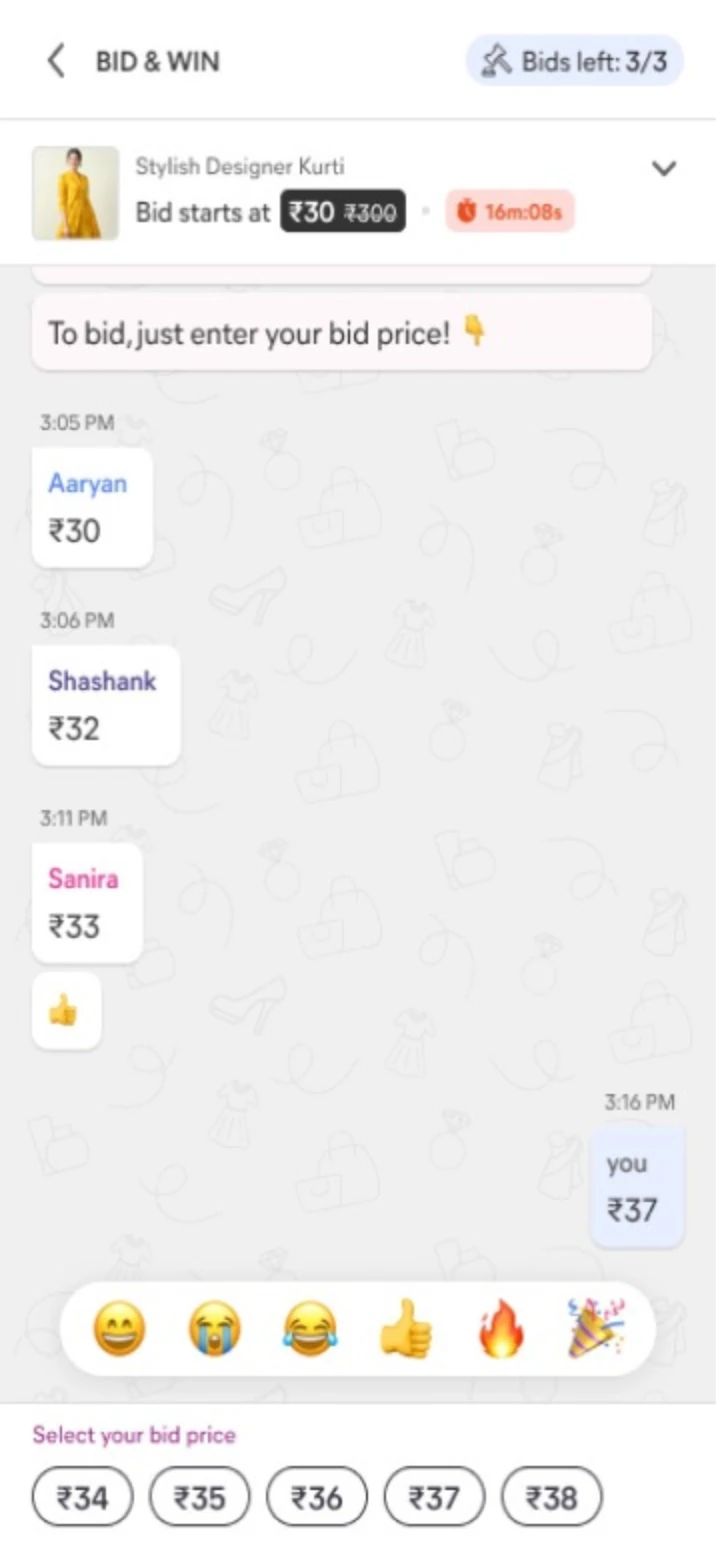 BID & WIN
Bids left: 3/3
Stylish Designer Kurti
Bid starts at ₹30 ₹300 • 16m:08s
To bid,just enter your bid price! 👇
3:05 PM
Aaryan
₹30
3:06 PM
Shashank
₹32
3:11 PM
Sanira
₹33
👍
3:16 PM
you
₹37
😄 😭 😂 👍 🔥 🎉
Select your bid price
₹34 ₹35 ₹36 ₹37 ₹38